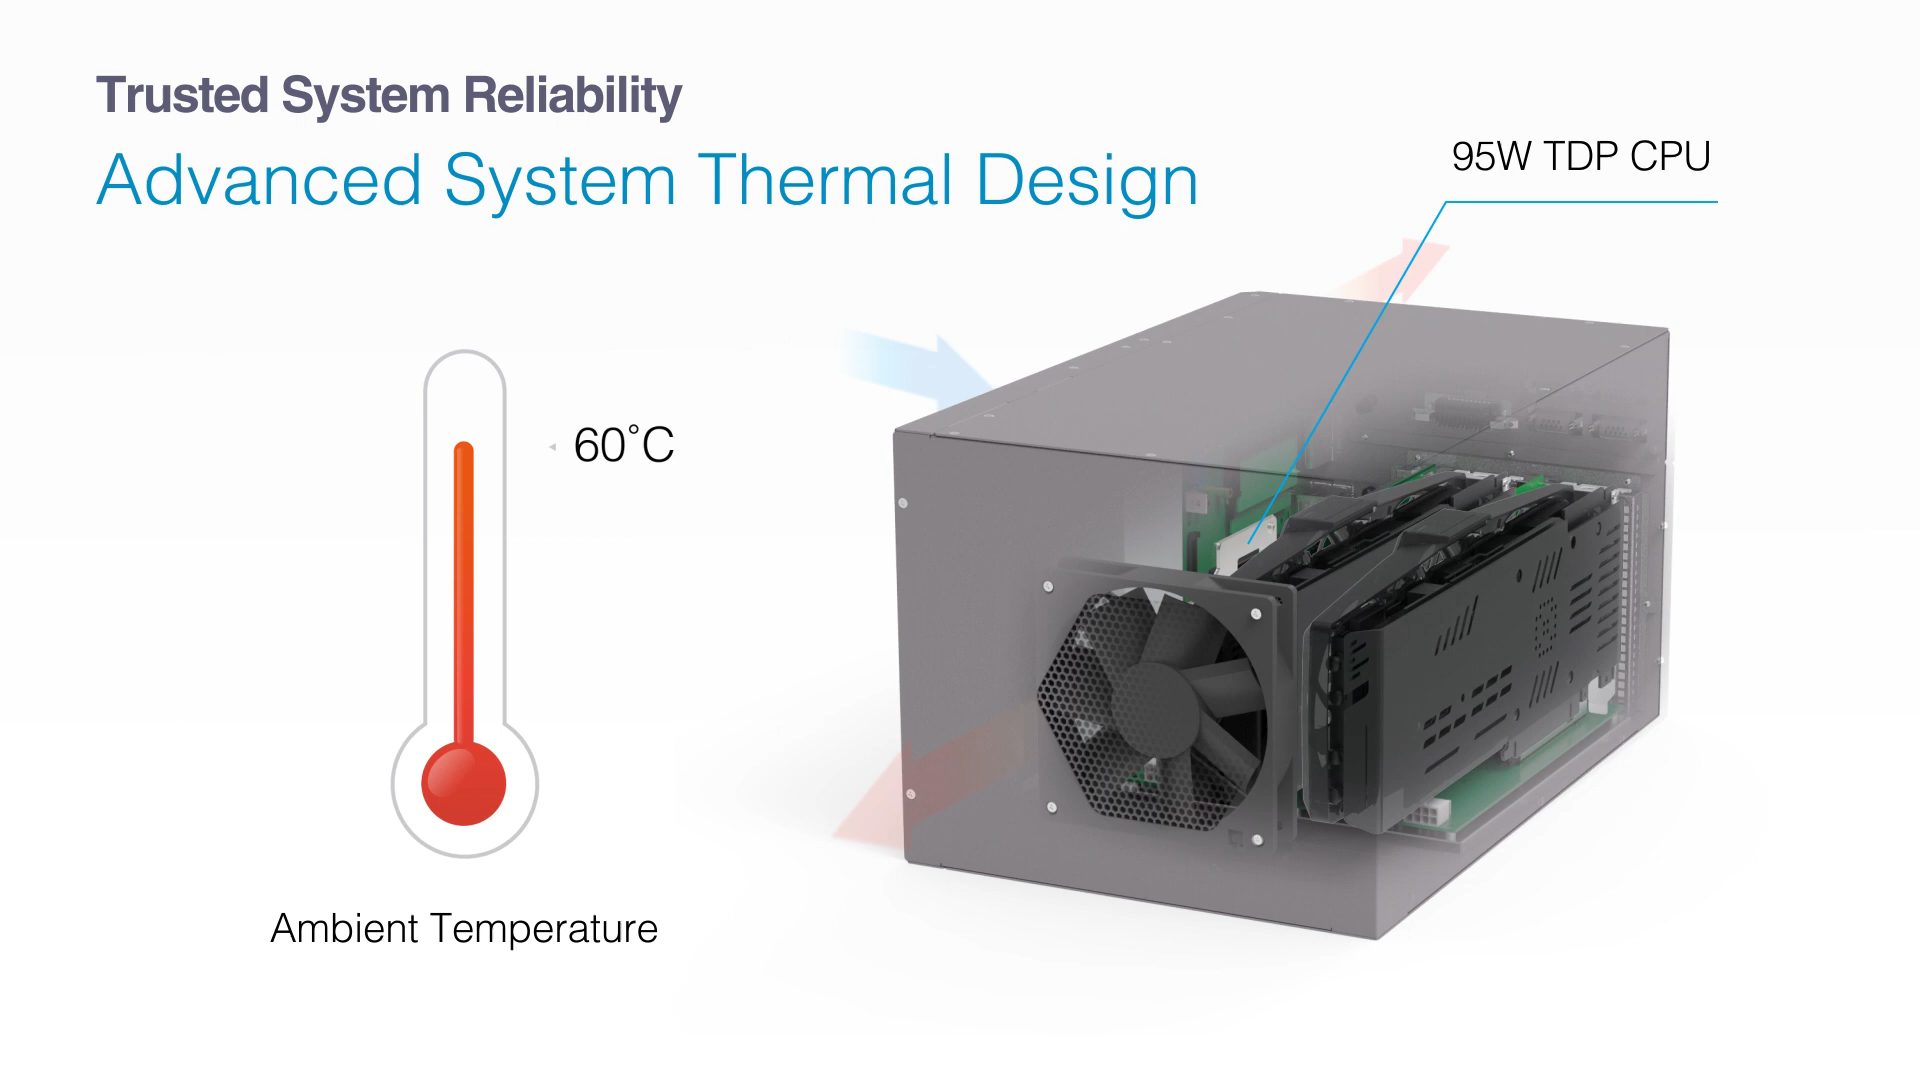 Trusted System Reliability
Advanced System Thermal Design
95W TDP CPU
60°C
Ambient Temperature